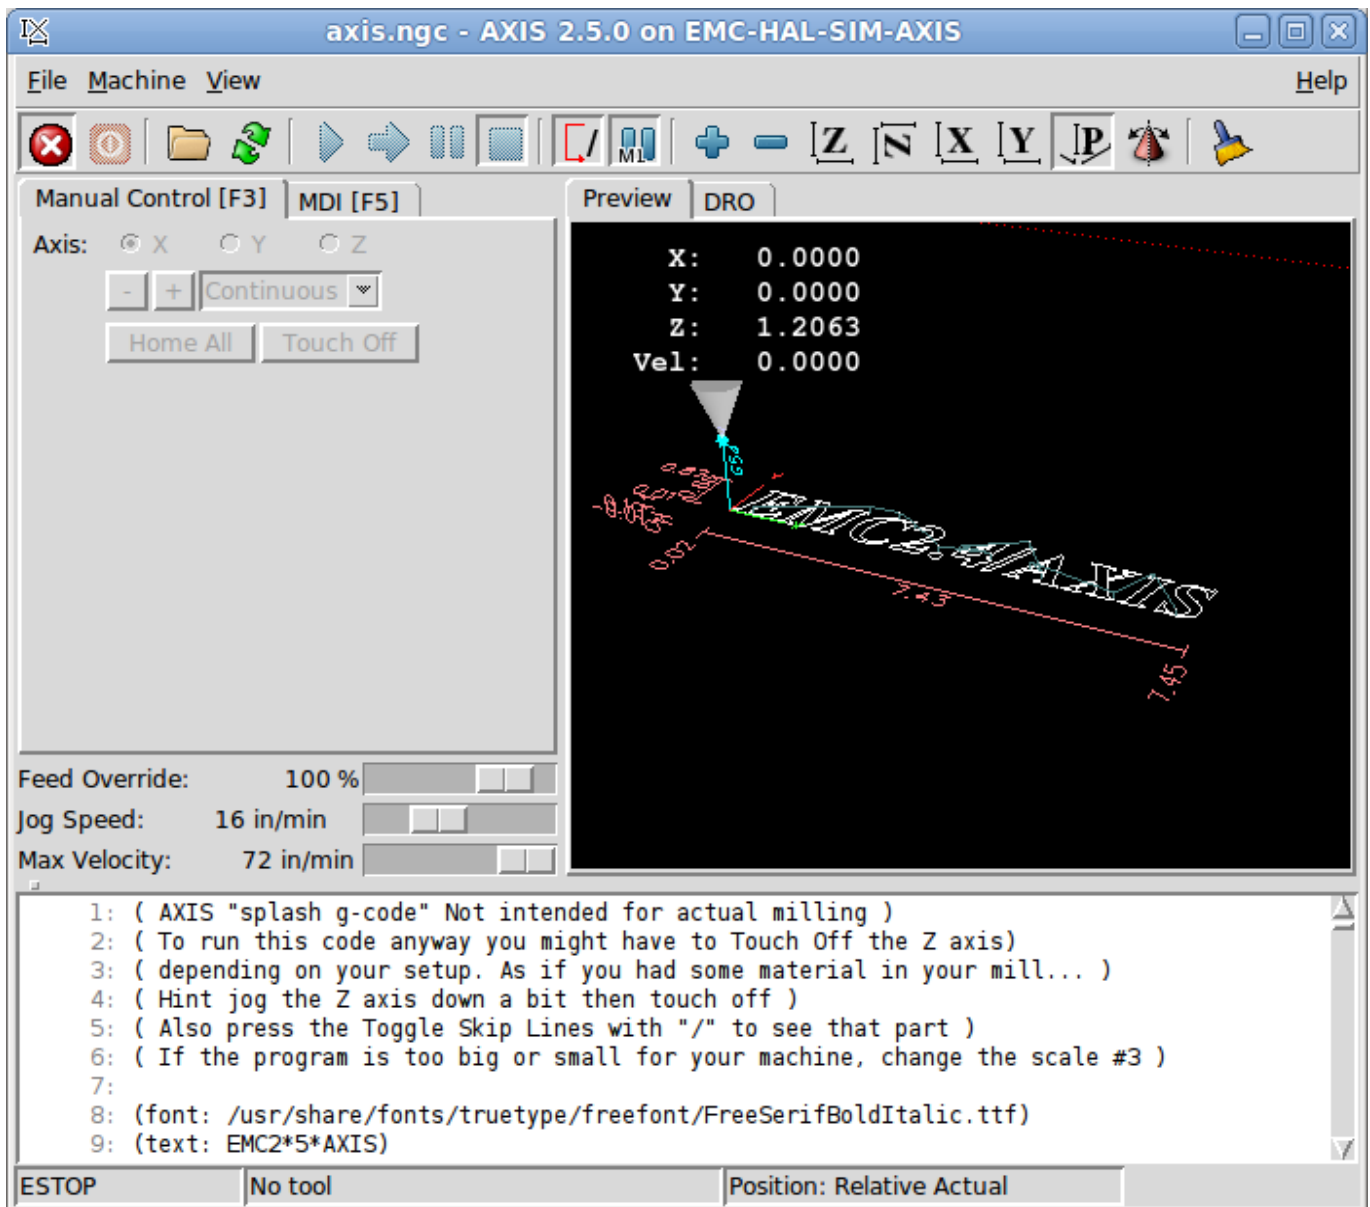 axis.ngc - AXIS 2.5.0 on EMC-HAL-SIM-AXIS
File Machine View Help
M1 Z N X Y P
Manual Control [F3] MDI [F5]
Preview DRO
Axis: X Y Z
- + Continuous
Home All Touch Off
X: 0.0000
Y: 0.0000
Z: 1.2063
Vel: 0.0000
G54
EMC2.4/AXIS
0.02
7.43
7.45
Feed Override: 100 %
Jog Speed: 16 in/min
Max Velocity: 72 in/min
1: ( AXIS "splash g-code" Not intended for actual milling )
2: ( To run this code anyway you might have to Touch Off the Z axis)
3: ( depending on your setup. As if you had some material in your mill... )
4: ( Hint jog the Z axis down a bit then touch off )
5: ( Also press the Toggle Skip Lines with "/" to see that part )
6: ( If the program is too big or small for your machine, change the scale #3 )
7:
8: (font: /usr/share/fonts/truetype/freefont/FreeSerifBoldItalic.ttf)
9: (text: EMC2*5*AXIS)
ESTOP No tool Position: Relative Actual